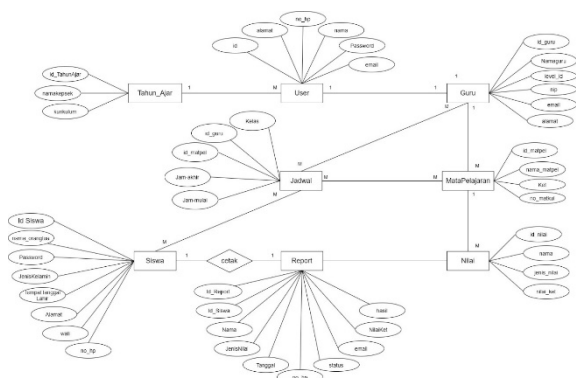 no_hp
alamat
nama
id
Password
email
id_TahunAjar
namakepsek
kurikulum
Tahun_Ajar
1
M
User
1
1
Guru
id_guru
Namaguru
level_id
nip
email
alamat
Kelas
id_guru
id_matpel
Jam-akhir
Jam-mulai
M
M
1
M
Jadwal
M
M
MataPelajaran
id_matpel
nama_matpel
no_matkul
M
1
Id Siswa
Password
JenisKelamin
Alamat
wali
no_hp
Siswa
1
cetak
1
Report
M
Nilai
id_nilai
nama
jenis_nilai
nilai_ket
Id_Report
Id_Siswa
Nama
JenisNilai
Tanggal
no_hp
status
email
NilaiKet
hasil